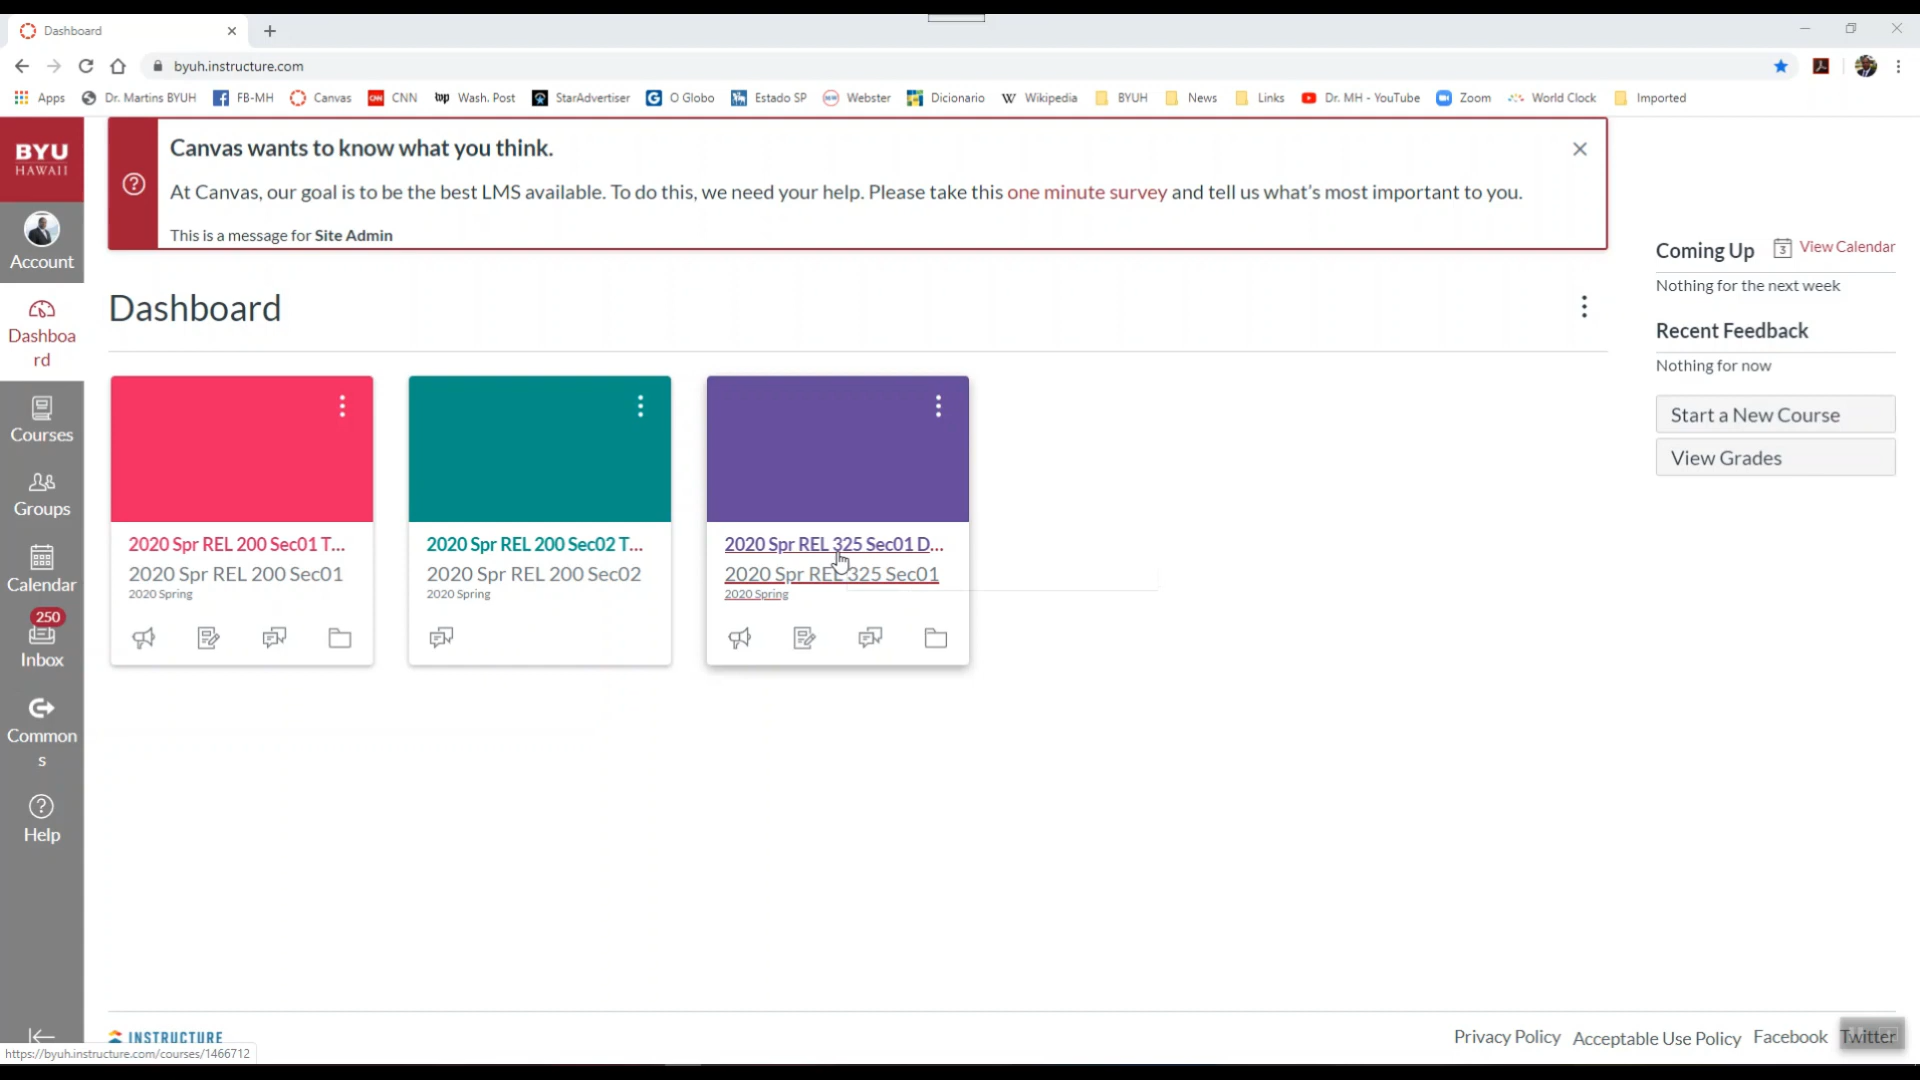 Dashboard
byuh.instructure.com
Apps Dr. Martins BYUH FB-MH Canvas CNN Wash. Post StarAdvertiser O Globo Estado SP Webster Dicionario Wikipedia BYUH News Links Dr. MH - YouTube Zoom World Clock Imported
BYU
HAWAII
Account
Dashboa
rd
Courses
Groups
Calendar
250
Inbox
Common
s
Help
Canvas wants to know what you think.
At Canvas, our goal is to be the best LMS available. To do this, we need your help. Please take this one minute survey and tell us what's most important to you.
This is a message for Site Admin
Dashboard
2020 Spr REL 200 Sec01 T...
2020 Spr REL 200 Sec01
2020 Spring
2020 Spr REL 200 Sec02 T...
2020 Spr REL 200 Sec02
2020 Spring
2020 Spr REL 325 Sec01 D...
2020 Spr REL 325 Sec01
2020 Spring
Coming Up 3 View Calendar
Nothing for the next week
Recent Feedback
Nothing for now
Start a New Course
View Grades
INSTRUCTURE
Privacy Policy Acceptable Use Policy Facebook Twitter
https://byuh.instructure.com/courses/1466712